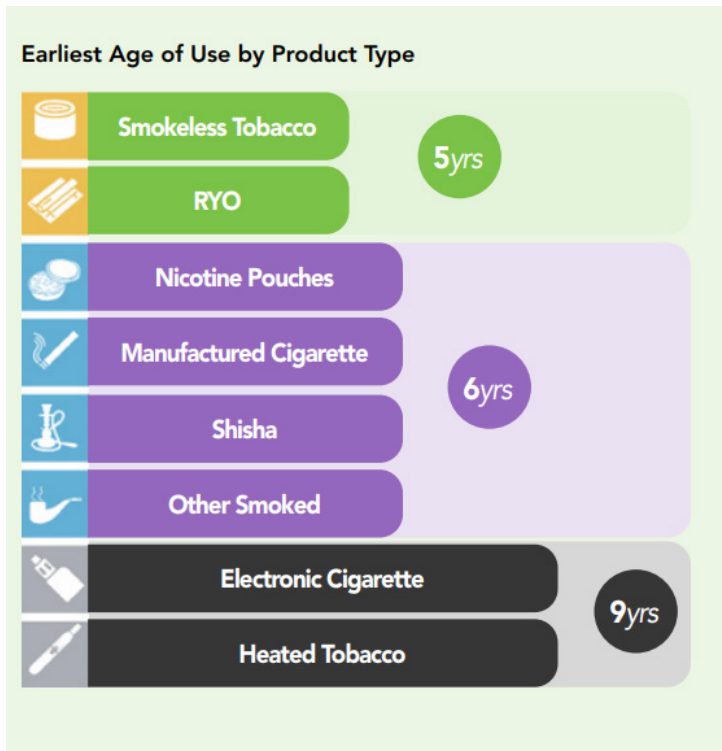 Earliest Age of Use by Product Type
Smokeless Tobacco
5yrs
RYO
Nicotine Pouches
Manufactured Cigarette
6yrs
Shisha
Other Smoked
Electronic Cigarette
9yrs
Heated Tobacco